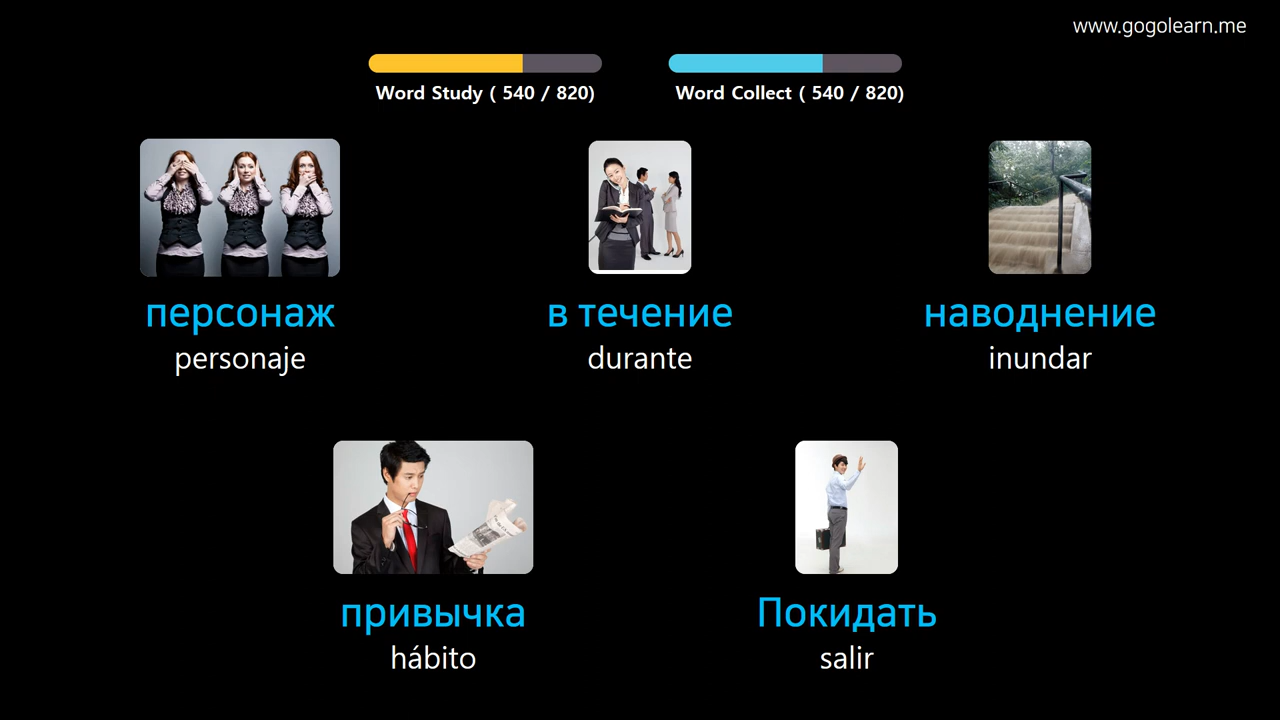 www.gogolearn.me
Word Study ( 540 / 820)
Word Collect ( 540 / 820)
персонаж
personaje
в течение
durante
наводнение
inundar
привычка
hábito
Покидать
salir